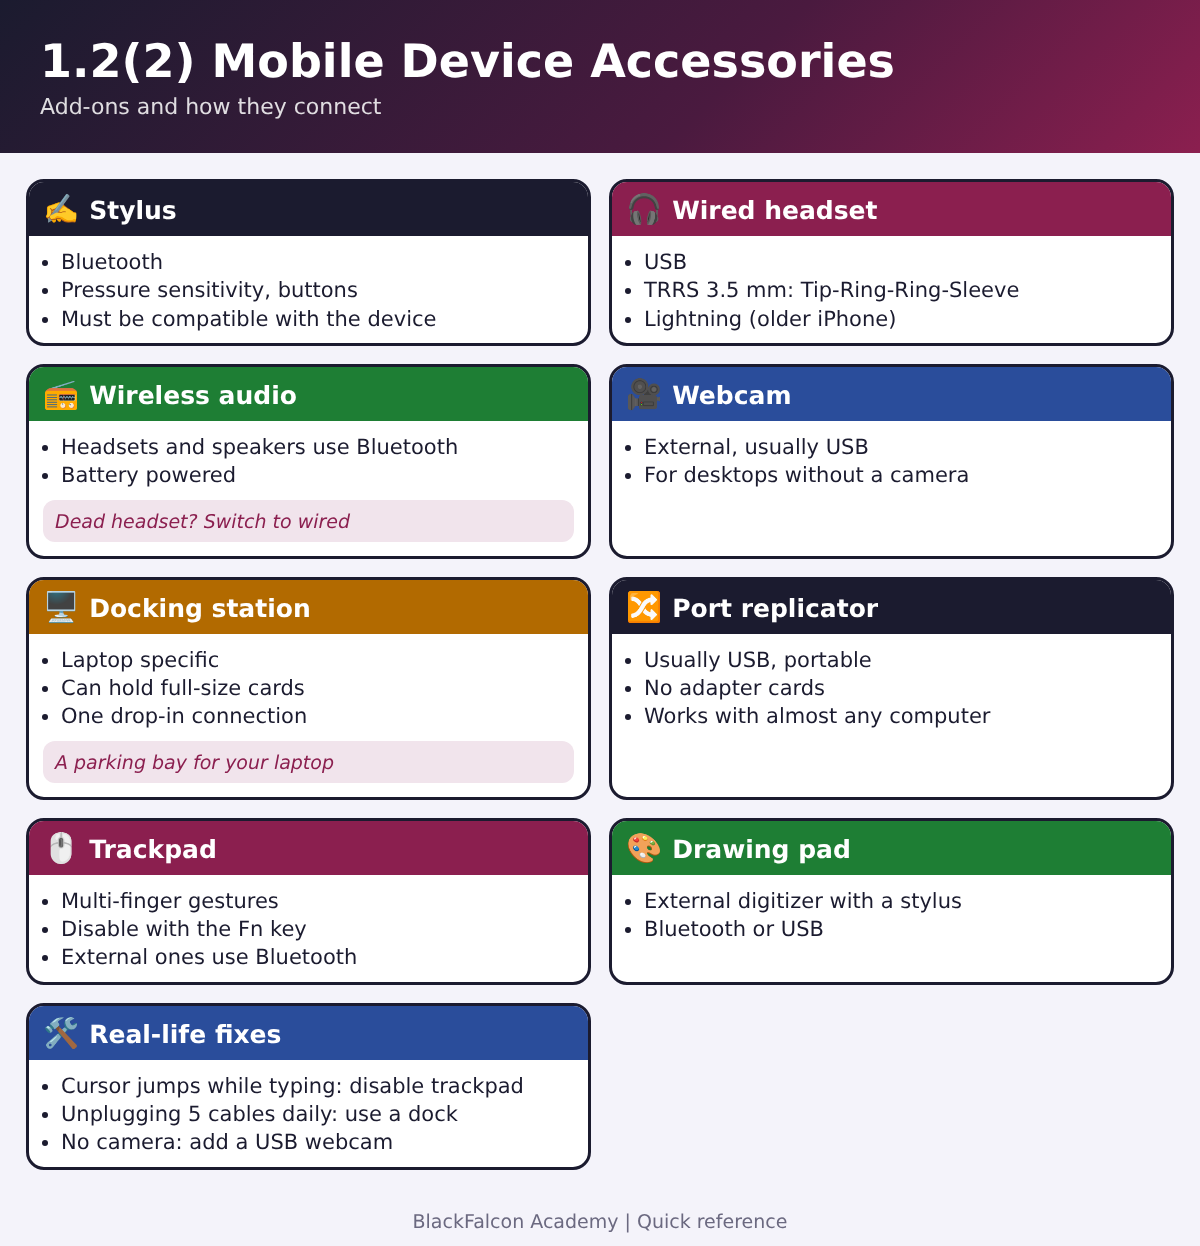 1.2(2) Mobile Device Accessories
Add-ons and how they connect
Stylus
• Bluetooth
• Pressure sensitivity, buttons
• Must be compatible with the device
Wired headset
• USB
• TRRS 3.5 mm: Tip-Ring-Ring-Sleeve
• Lightning (older iPhone)
Wireless audio
• Headsets and speakers use Bluetooth
• Battery powered
Dead headset? Switch to wired
Webcam
• External, usually USB
• For desktops without a camera
Docking station
• Laptop specific
• Can hold full-size cards
• One drop-in connection
A parking bay for your laptop
Port replicator
• Usually USB, portable
• No adapter cards
• Works with almost any computer
Trackpad
• Multi-finger gestures
• Disable with the Fn key
• External ones use Bluetooth
Drawing pad
• External digitizer with a stylus
• Bluetooth or USB
Real-life fixes
• Cursor jumps while typing: disable trackpad
• Unplugging 5 cables daily: use a dock
• No camera: add a USB webcam
BlackFalcon Academy | Quick reference